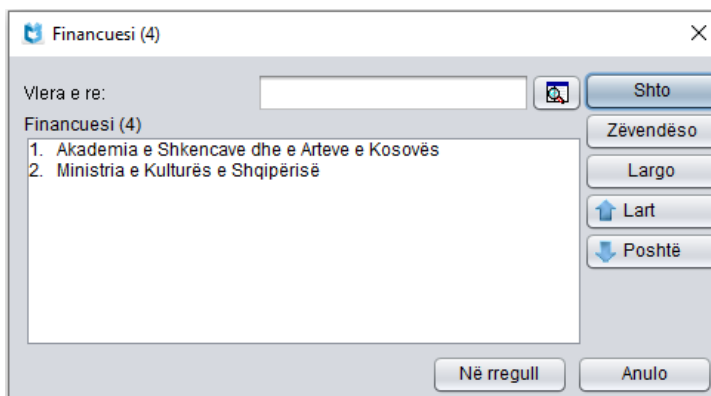 Financuesi (4)
Vlera e re:
Shto
Financuesi (4)
Zëvendëso
1. Akademia e Shkencave dhe e Arteve e Kosovës
2. Ministria e Kulturës e Shqipërisë
Largo
Lart
Poshtë
Në rregull
Anulo